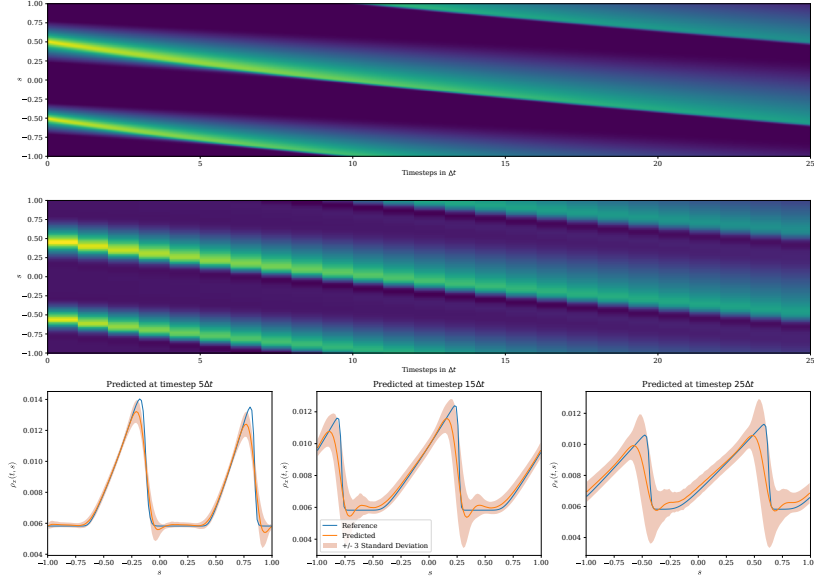 1.00
0.75
0.50
0.25
0.00
−0.25
−0.50
−0.75
−1.00
s
0 5 10 15 20 25
Timesteps in Δt
1.00
0.75
0.50
0.25
0.00
−0.25
−0.50
−0.75
−1.00
s
0 5 10 15 20 25
Timesteps in Δt
Predicted at timestep 5Δt
0.014
0.012
0.010
0.008
0.006
0.004
ρ_x(t, s)
−1.00 −0.75 −0.50 −0.25 0.00 0.25 0.50 0.75 1.00
s
Predicted at timestep 15Δt
0.012
0.010
0.008
0.006
0.004
ρ_x(t, s)
Reference
Predicted
+/- 3 Standard Deviation
−1.00 −0.75 −0.50 −0.25 0.00 0.25 0.50 0.75 1.00
s
Predicted at timestep 25Δt
0.012
0.010
0.008
0.006
0.004
ρ_x(t, s)
−1.00 −0.75 −0.50 −0.25 0.00 0.25 0.50 0.75 1.00
s